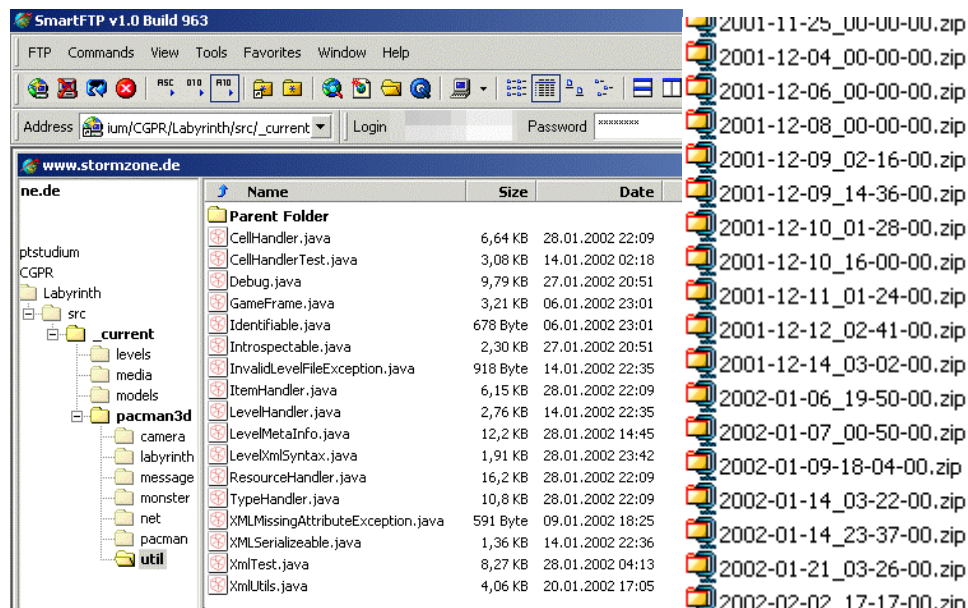 SmartFTP v1.0 Build 963
FTP Commands View Tools Favorites Window Help
ASC 010 A10
Address ium/CGPR/Labyrinth/src/_current Login Password ********
www.stormzone.de
ne.de
ptstudium
CGPR
Labyrinth
src
_current
levels
media
models
pacman3d
camera
labyrinth
message
monster
net
pacman
util
Name Size Date
Parent Folder
CellHandler.java 6,64 KB 28.01.2002 22:09
CellHandlerTest.java 3,08 KB 14.01.2002 02:18
Debug.java 9,79 KB 27.01.2002 20:51
GameFrame.java 3,21 KB 06.01.2002 23:01
Identifiable.java 678 Byte 06.01.2002 23:01
Introspectable.java 2,30 KB 27.01.2002 20:51
InvalidLevelFileException.java 918 Byte 14.01.2002 22:35
ItemHandler.java 6,15 KB 28.01.2002 22:09
LevelHandler.java 2,76 KB 14.01.2002 22:35
LevelMetaInfo.java 12,2 KB 28.01.2002 14:45
LevelXmlSyntax.java 1,91 KB 28.01.2002 23:42
ResourceHandler.java 16,2 KB 28.01.2002 22:09
TypeHandler.java 10,8 KB 28.01.2002 22:09
XMLMissingAttributeException.java 591 Byte 09.01.2002 18:25
XMLSerializeable.java 1,36 KB 14.01.2002 22:36
XmlTest.java 8,27 KB 28.01.2002 04:13
XmlUtils.java 4,06 KB 20.01.2002 17:05
2001-11-25_00-00-00.zip
2001-12-04_00-00-00.zip
2001-12-06_00-00-00.zip
2001-12-08_00-00-00.zip
2001-12-09_02-16-00.zip
2001-12-09_14-36-00.zip
2001-12-10_01-28-00.zip
2001-12-10_16-00-00.zip
2001-12-11_01-24-00.zip
2001-12-12_02-41-00.zip
2001-12-14_03-02-00.zip
2002-01-06_19-50-00.zip
2002-01-07_00-50-00.zip
2002-01-09-18-04-00.zip
2002-01-14_03-22-00.zip
2002-01-14_23-37-00.zip
2002-01-21_03-26-00.zip
2002-02-02_17-17-00.zip